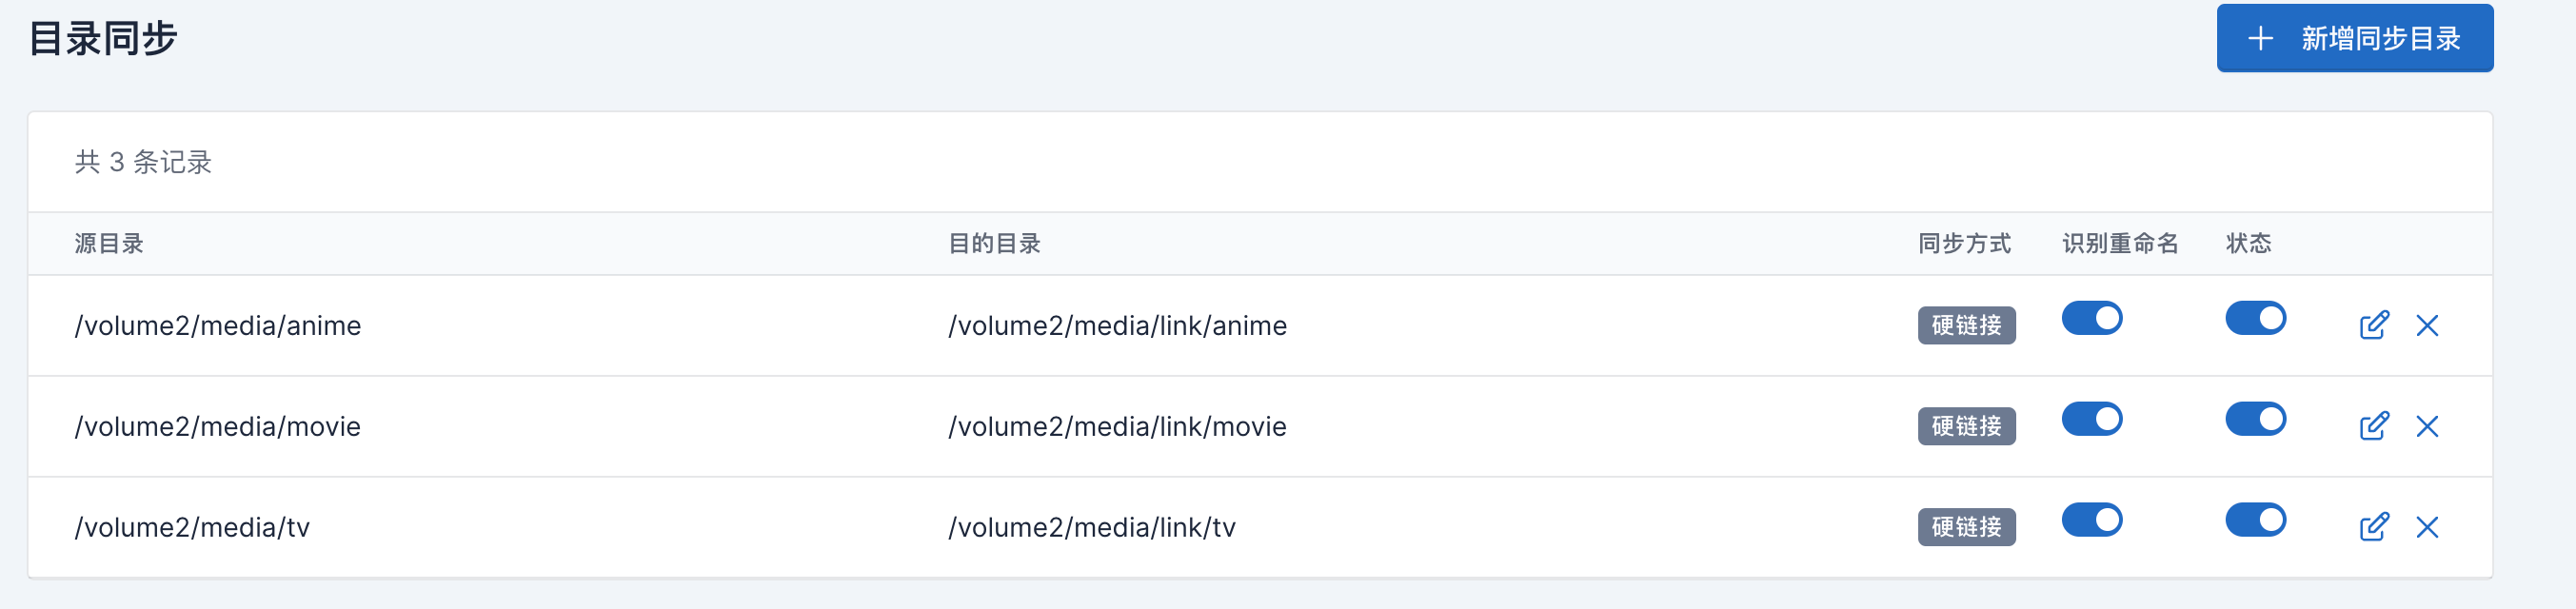 目录同步
新增同步目录
共 3 条记录
源目录 目的目录 同步方式 识别重命名 状态
/volume2/media/anime /volume2/media/link/anime 硬链接
/volume2/media/movie /volume2/media/link/movie 硬链接
/volume2/media/tv /volume2/media/link/tv 硬链接